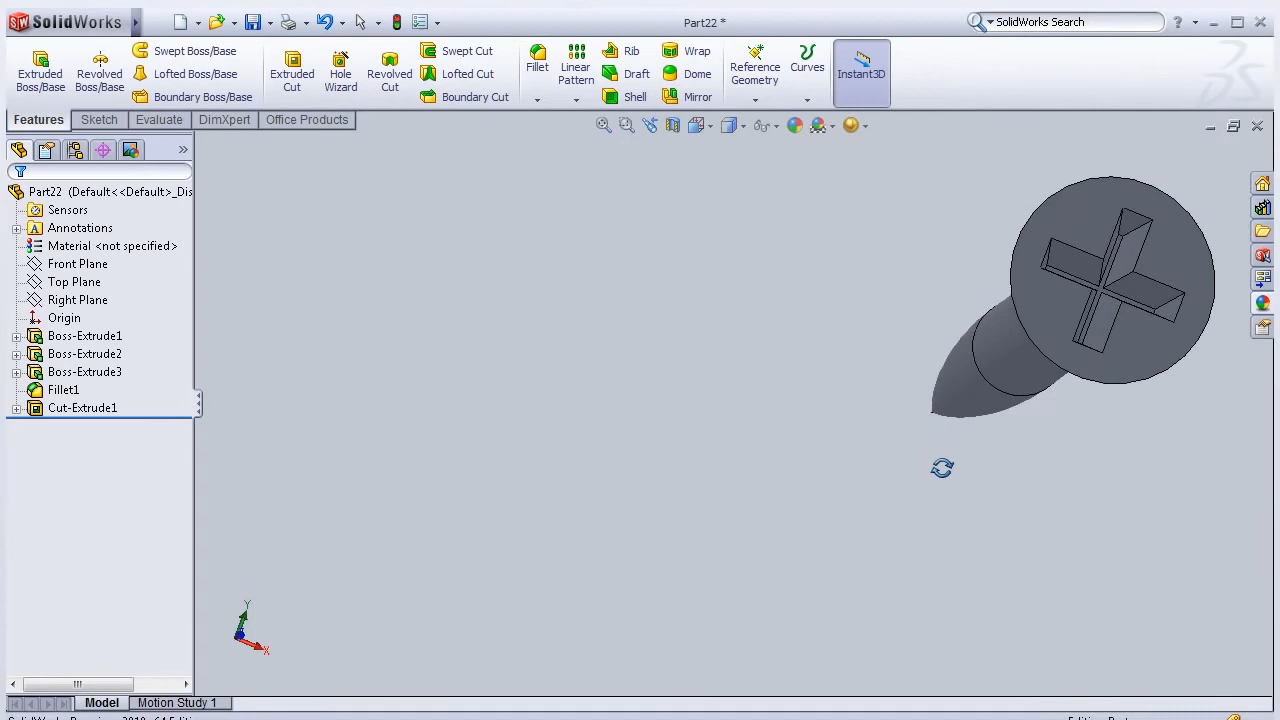 SolidWorks
Part22 *
SolidWorks Search
Extruded Boss/Base
Revolved Boss/Base
Swept Boss/Base
Lofted Boss/Base
Boundary Boss/Base
Extruded Cut
Hole Wizard
Revolved Cut
Swept Cut
Lofted Cut
Boundary Cut
Fillet
Linear Pattern
Rib
Draft
Shell
Wrap
Dome
Mirror
Reference Geometry
Curves
Instant3D
Features
Sketch
Evaluate
DimXpert
Office Products
Part22 (Default<<Default>_Dis
Sensors
Annotations
Material <not specified>
Front Plane
Top Plane
Right Plane
Origin
Boss-Extrude1
Boss-Extrude2
Boss-Extrude3
Fillet1
Cut-Extrude1
Y
X
Model
Motion Study 1